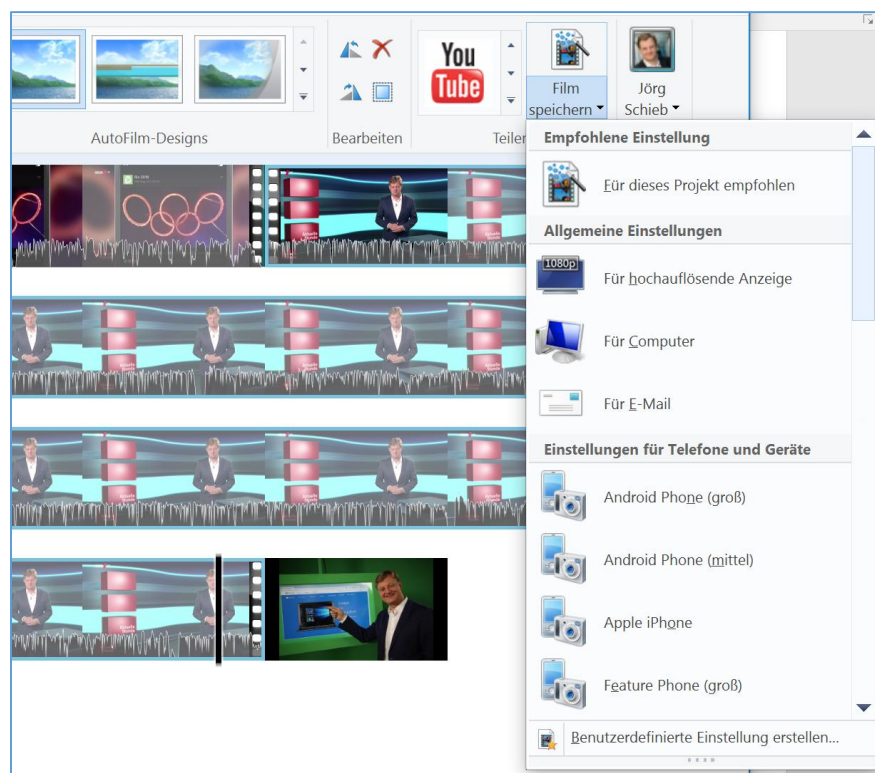 You
Tube
Film
speichern
Jörg
Schieb
AutoFilm-Designs
Bearbeiten
Teilen
Empfohlene Einstellung
Für dieses Projekt empfohlen
Allgemeine Einstellungen
1080p
Für hochauflösende Anzeige
Für Computer
Für E-Mail
Einstellungen für Telefone und Geräte
Android Phone (groß)
Android Phone (mittel)
Apple iPhone
Feature Phone (groß)
Benutzerdefinierte Einstellung erstellen...